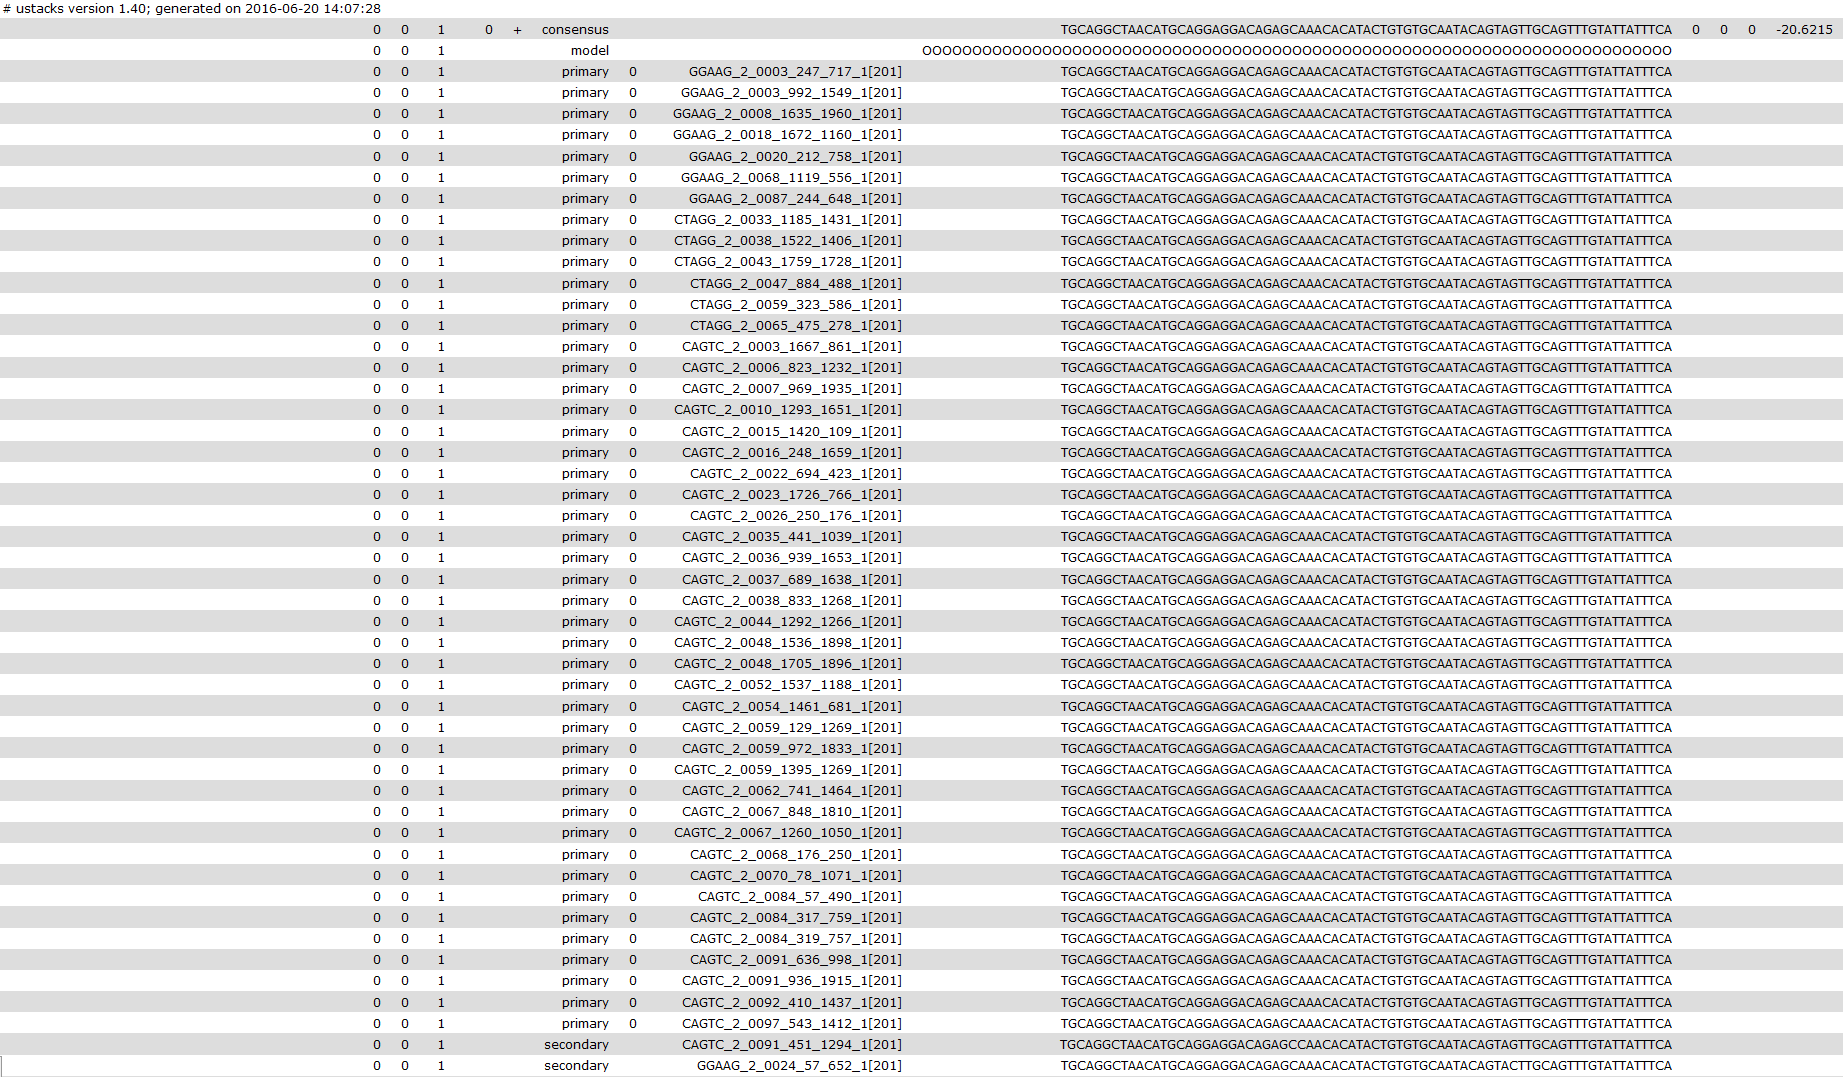 # ustacks version 1.40; generated on 2016-06-20 14:07:28
0 0 1 0 + consensus TGCAGGCTAACATGCAGGAGGACAGAGCAAACACATACTGTGTGCAATACAGTAGTTGCAGTTTGTATTATTTCA 0 0 0 -20.6215
0 0 1 model OOOOOOOOOOOOOOOOOOOOOOOOOOOOOOOOOOOOOOOOOOOOOOOOOOOOOOOOOOOOOOOOOOOOOOOOOOO
0 0 1 primary 0 GGAAG_2_0003_247_717_1[201] TGCAGGCTAACATGCAGGAGGACAGAGCAAACACATACTGTGTGCAATACAGTAGTTGCAGTTTGTATTATTTCA
0 0 1 primary 0 GGAAG_2_0003_992_1549_1[201] TGCAGGCTAACATGCAGGAGGACAGAGCAAACACATACTGTGTGCAATACAGTAGTTGCAGTTTGTATTATTTCA
0 0 1 primary 0 GGAAG_2_0008_1635_1960_1[201] TGCAGGCTAACATGCAGGAGGACAGAGCAAACACATACTGTGTGCAATACAGTAGTTGCAGTTTGTATTATTTCA
0 0 1 primary 0 GGAAG_2_0018_1672_1160_1[201] TGCAGGCTAACATGCAGGAGGACAGAGCAAACACATACTGTGTGCAATACAGTAGTTGCAGTTTGTATTATTTCA
0 0 1 primary 0 GGAAG_2_0020_212_758_1[201] TGCAGGCTAACATGCAGGAGGACAGAGCAAACACATACTGTGTGCAATACAGTAGTTGCAGTTTGTATTATTTCA
0 0 1 primary 0 GGAAG_2_0068_1119_556_1[201] TGCAGGCTAACATGCAGGAGGACAGAGCAAACACATACTGTGTGCAATACAGTAGTTGCAGTTTGTATTATTTCA
0 0 1 primary 0 GGAAG_2_0087_244_648_1[201] TGCAGGCTAACATGCAGGAGGACAGAGCAAACACATACTGTGTGCAATACAGTAGTTGCAGTTTGTATTATTTCA
0 0 1 primary 0 CTAGG_2_0033_1185_1431_1[201] TGCAGGCTAACATGCAGGAGGACAGAGCAAACACATACTGTGTGCAATACAGTAGTTGCAGTTTGTATTATTTCA
0 0 1 primary 0 CTAGG_2_0038_1522_1406_1[201] TGCAGGCTAACATGCAGGAGGACAGAGCAAACACATACTGTGTGCAATACAGTAGTTGCAGTTTGTATTATTTCA
0 0 1 primary 0 CTAGG_2_0043_1759_1728_1[201] TGCAGGCTAACATGCAGGAGGACAGAGCAAACACATACTGTGTGCAATACAGTAGTTGCAGTTTGTATTATTTCA
0 0 1 primary 0 CTAGG_2_0047_884_488_1[201] TGCAGGCTAACATGCAGGAGGACAGAGCAAACACATACTGTGTGCAATACAGTAGTTGCAGTTTGTATTATTTCA
0 0 1 primary 0 CTAGG_2_0059_323_586_1[201] TGCAGGCTAACATGCAGGAGGACAGAGCAAACACATACTGTGTGCAATACAGTAGTTGCAGTTTGTATTATTTCA
0 0 1 primary 0 CTAGG_2_0065_475_278_1[201] TGCAGGCTAACATGCAGGAGGACAGAGCAAACACATACTGTGTGCAATACAGTAGTTGCAGTTTGTATTATTTCA
0 0 1 primary 0 CAGTC_2_0003_1667_861_1[201] TGCAGGCTAACATGCAGGAGGACAGAGCAAACACATACTGTGTGCAATACAGTAGTTGCAGTTTGTATTATTTCA
0 0 1 primary 0 CAGTC_2_0006_823_1232_1[201] TGCAGGCTAACATGCAGGAGGACAGAGCAAACACATACTGTGTGCAATACAGTAGTTGCAGTTTGTATTATTTCA
0 0 1 primary 0 CAGTC_2_0007_969_1935_1[201] TGCAGGCTAACATGCAGGAGGACAGAGCAAACACATACTGTGTGCAATACAGTAGTTGCAGTTTGTATTATTTCA
0 0 1 primary 0 CAGTC_2_0010_1293_1651_1[201] TGCAGGCTAACATGCAGGAGGACAGAGCAAACACATACTGTGTGCAATACAGTAGTTGCAGTTTGTATTATTTCA
0 0 1 primary 0 CAGTC_2_0015_1420_109_1[201] TGCAGGCTAACATGCAGGAGGACAGAGCAAACACATACTGTGTGCAATACAGTAGTTGCAGTTTGTATTATTTCA
0 0 1 primary 0 CAGTC_2_0016_248_1659_1[201] TGCAGGCTAACATGCAGGAGGACAGAGCAAACACATACTGTGTGCAATACAGTAGTTGCAGTTTGTATTATTTCA
0 0 1 primary 0 CAGTC_2_0022_694_423_1[201] TGCAGGCTAACATGCAGGAGGACAGAGCAAACACATACTGTGTGCAATACAGTAGTTGCAGTTTGTATTATTTCA
0 0 1 primary 0 CAGTC_2_0023_1726_766_1[201] TGCAGGCTAACATGCAGGAGGACAGAGCAAACACATACTGTGTGCAATACAGTAGTTGCAGTTTGTATTATTTCA
0 0 1 primary 0 CAGTC_2_0026_250_176_1[201] TGCAGGCTAACATGCAGGAGGACAGAGCAAACACATACTGTGTGCAATACAGTAGTTGCAGTTTGTATTATTTCA
0 0 1 primary 0 CAGTC_2_0035_441_1039_1[201] TGCAGGCTAACATGCAGGAGGACAGAGCAAACACATACTGTGTGCAATACAGTAGTTGCAGTTTGTATTATTTCA
0 0 1 primary 0 CAGTC_2_0036_939_1653_1[201] TGCAGGCTAACATGCAGGAGGACAGAGCAAACACATACTGTGTGCAATACAGTAGTTGCAGTTTGTATTATTTCA
0 0 1 primary 0 CAGTC_2_0037_689_1638_1[201] TGCAGGCTAACATGCAGGAGGACAGAGCAAACACATACTGTGTGCAATACAGTAGTTGCAGTTTGTATTATTTCA
0 0 1 primary 0 CAGTC_2_0038_833_1268_1[201] TGCAGGCTAACATGCAGGAGGACAGAGCAAACACATACTGTGTGCAATACAGTAGTTGCAGTTTGTATTATTTCA
0 0 1 primary 0 CAGTC_2_0044_1292_1266_1[201] TGCAGGCTAACATGCAGGAGGACAGAGCAAACACATACTGTGTGCAATACAGTAGTTGCAGTTTGTATTATTTCA
0 0 1 primary 0 CAGTC_2_0048_1536_1898_1[201] TGCAGGCTAACATGCAGGAGGACAGAGCAAACACATACTGTGTGCAATACAGTAGTTGCAGTTTGTATTATTTCA
0 0 1 primary 0 CAGTC_2_0048_1705_1896_1[201] TGCAGGCTAACATGCAGGAGGACAGAGCAAACACATACTGTGTGCAATACAGTAGTTGCAGTTTGTATTATTTCA
0 0 1 primary 0 CAGTC_2_0052_1537_1188_1[201] TGCAGGCTAACATGCAGGAGGACAGAGCAAACACATACTGTGTGCAATACAGTAGTTGCAGTTTGTATTATTTCA
0 0 1 primary 0 CAGTC_2_0054_1461_681_1[201] TGCAGGCTAACATGCAGGAGGACAGAGCAAACACATACTGTGTGCAATACAGTAGTTGCAGTTTGTATTATTTCA
0 0 1 primary 0 CAGTC_2_0059_129_1269_1[201] TGCAGGCTAACATGCAGGAGGACAGAGCAAACACATACTGTGTGCAATACAGTAGTTGCAGTTTGTATTATTTCA
0 0 1 primary 0 CAGTC_2_0059_972_1833_1[201] TGCAGGCTAACATGCAGGAGGACAGAGCAAACACATACTGTGTGCAATACAGTAGTTGCAGTTTGTATTATTTCA
0 0 1 primary 0 CAGTC_2_0059_1395_1269_1[201] TGCAGGCTAACATGCAGGAGGACAGAGCAAACACATACTGTGTGCAATACAGTAGTTGCAGTTTGTATTATTTCA
0 0 1 primary 0 CAGTC_2_0062_741_1464_1[201] TGCAGGCTAACATGCAGGAGGACAGAGCAAACACATACTGTGTGCAATACAGTAGTTGCAGTTTGTATTATTTCA
0 0 1 primary 0 CAGTC_2_0067_848_1810_1[201] TGCAGGCTAACATGCAGGAGGACAGAGCAAACACATACTGTGTGCAATACAGTAGTTGCAGTTTGTATTATTTCA
0 0 1 primary 0 CAGTC_2_0067_1260_1050_1[201] TGCAGGCTAACATGCAGGAGGACAGAGCAAACACATACTGTGTGCAATACAGTAGTTGCAGTTTGTATTATTTCA
0 0 1 primary 0 CAGTC_2_0068_176_250_1[201] TGCAGGCTAACATGCAGGAGGACAGAGCAAACACATACTGTGTGCAATACAGTAGTTGCAGTTTGTATTATTTCA
0 0 1 primary 0 CAGTC_2_0070_78_1071_1[201] TGCAGGCTAACATGCAGGAGGACAGAGCAAACACATACTGTGTGCAATACAGTAGTTGCAGTTTGTATTATTTCA
0 0 1 primary 0 CAGTC_2_0084_57_490_1[201] TGCAGGCTAACATGCAGGAGGACAGAGCAAACACATACTGTGTGCAATACAGTAGTTGCAGTTTGTATTATTTCA
0 0 1 primary 0 CAGTC_2_0084_317_759_1[201] TGCAGGCTAACATGCAGGAGGACAGAGCAAACACATACTGTGTGCAATACAGTAGTTGCAGTTTGTATTATTTCA
0 0 1 primary 0 CAGTC_2_0084_319_757_1[201] TGCAGGCTAACATGCAGGAGGACAGAGCAAACACATACTGTGTGCAATACAGTAGTTGCAGTTTGTATTATTTCA
0 0 1 primary 0 CAGTC_2_0091_636_998_1[201] TGCAGGCTAACATGCAGGAGGACAGAGCAAACACATACTGTGTGCAATACAGTAGTTGCAGTTTGTATTATTTCA
0 0 1 primary 0 CAGTC_2_0091_936_1915_1[201] TGCAGGCTAACATGCAGGAGGACAGAGCAAACACATACTGTGTGCAATACAGTAGTTGCAGTTTGTATTATTTCA
0 0 1 primary 0 CAGTC_2_0092_410_1437_1[201] TGCAGGCTAACATGCAGGAGGACAGAGCAAACACATACTGTGTGCAATACAGTAGTTGCAGTTTGTATTATTTCA
0 0 1 primary 0 CAGTC_2_0097_543_1412_1[201] TGCAGGCTAACATGCAGGAGGACAGAGCAAACACATACTGTGTGCAATACAGTAGTTGCAGTTTGTATTATTTCA
0 0 1 secondary CAGTC_2_0091_451_1294_1[201] TGCAGGCTAACATGCAGGAGGACAGAGCCAACACATACTGTGTGCAATACAGTAGTTGCAGTTTGTATTATTTCA
0 0 1 secondary GGAAG_2_0024_57_652_1[201] TGCAGGCTAACATGCAGGAGGACAGAGCAAACACATACTGTGTGCAATACAGTACTTGCAGTTTGTATTATTTCA